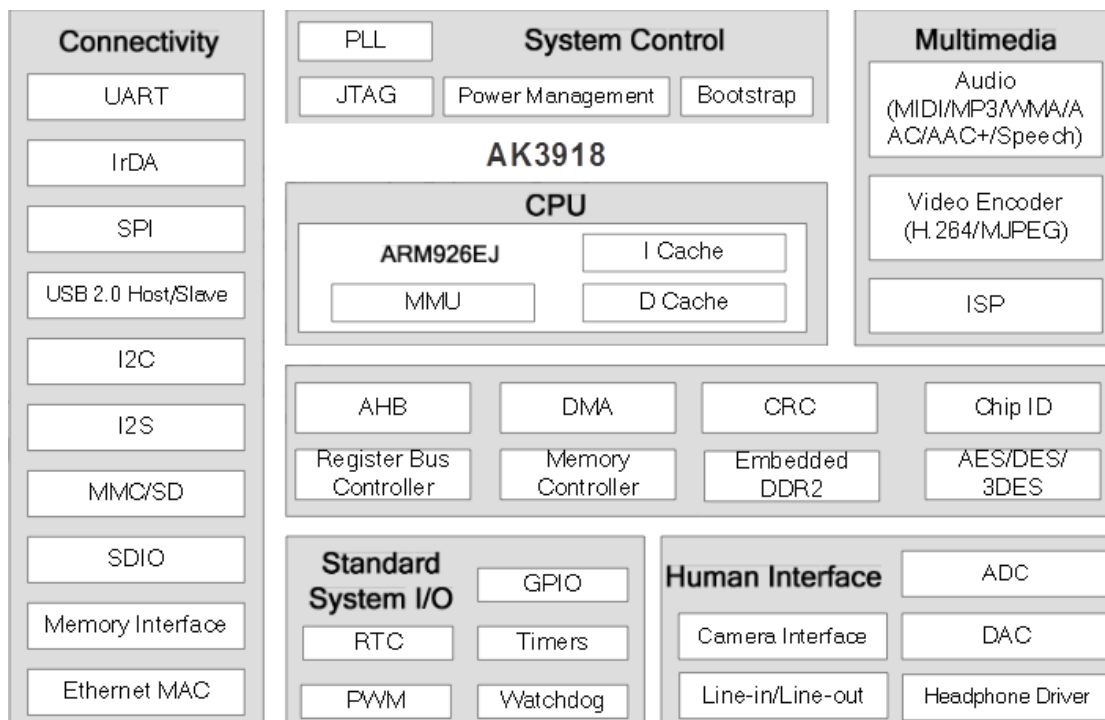 Connectivity
UART
IrDA
SPI
USB 2.0 Host/Slave
I2C
I2S
MMC/SD
SDIO
Memory Interface
Ethernet MAC
PLL
System Control
JTAG
Power Management
Bootstrap
AK3918
CPU
ARM926EJ
I Cache
MMU
D Cache
Multimedia
Audio
(MIDI/MP3/WMA/A
AC/AAC+/Speech)
Video Encoder
(H.264/MJPEG)
ISP
AHB
DMA
CRC
Chip ID
Register Bus
Controller
Memory
Controller
Embedded
DDR2
AES/DES/
3DES
Standard
System I/O
GPIO
RTC
Timers
PWM
Watchdog
Human Interface
ADC
Camera Interface
DAC
Line-in/Line-out
Headphone Driver